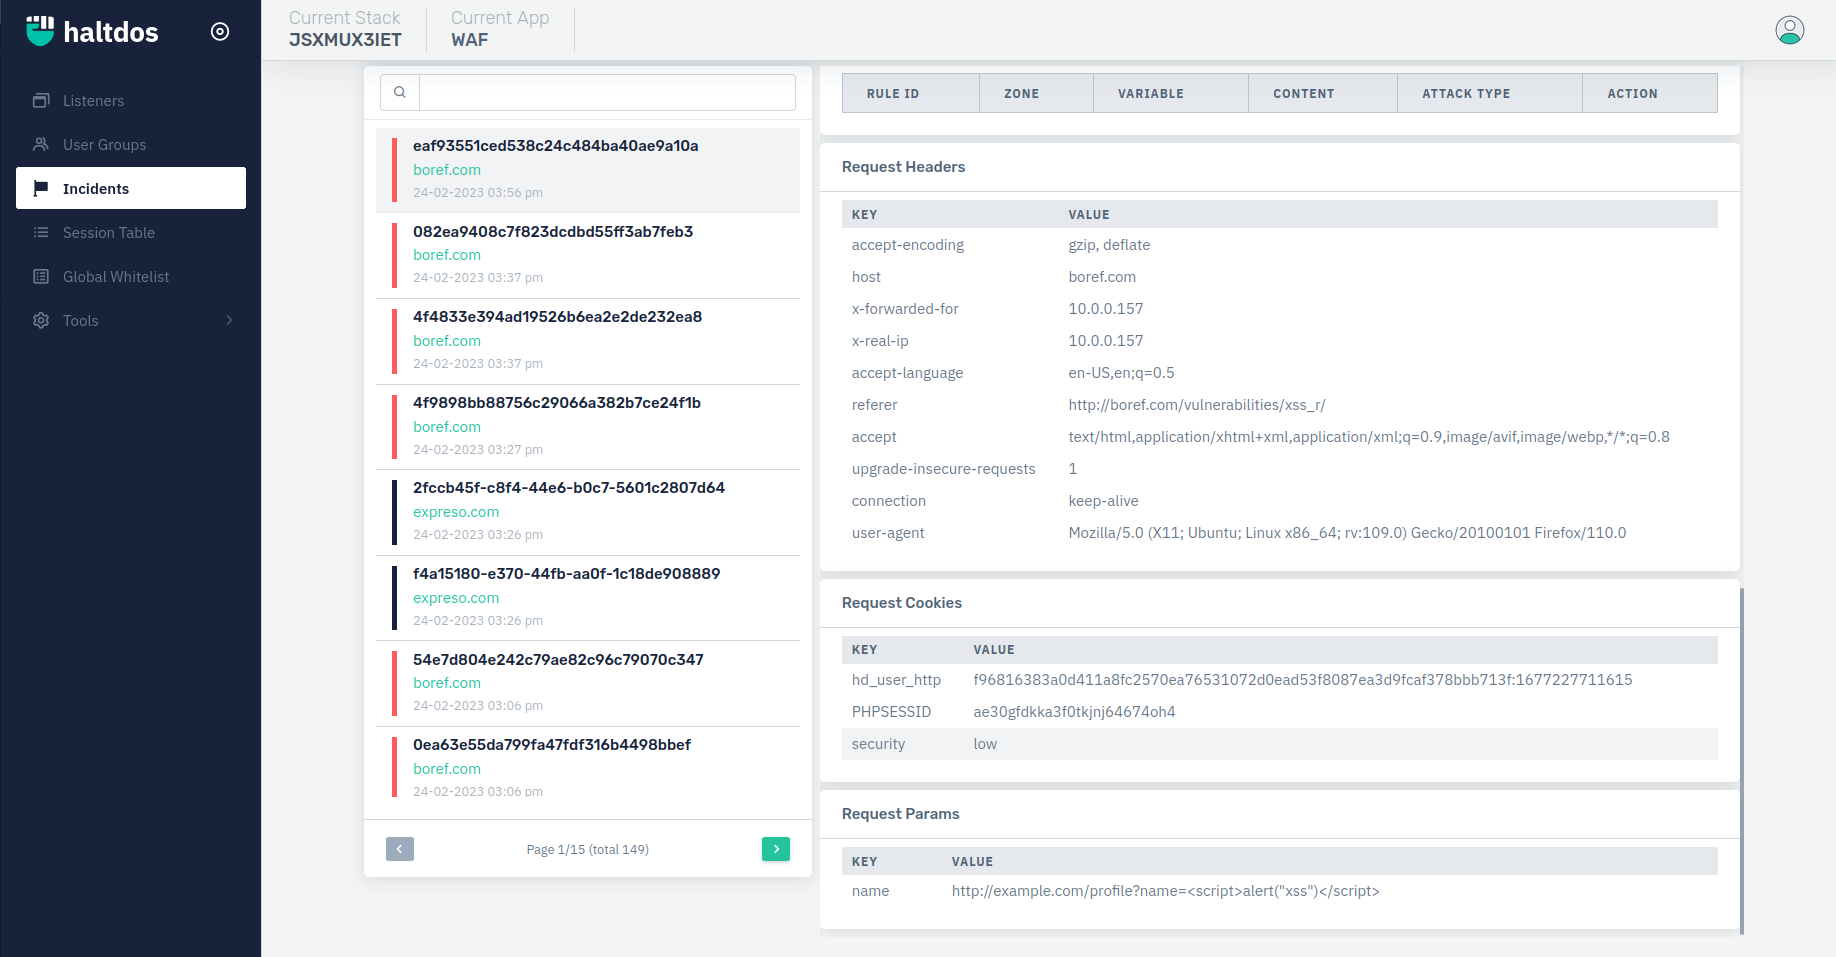 haltdos
Listeners
User Groups
Incidents
Session Table
Global Whitelist
Tools
Current Stack
JSXMUX3IET
Current App
WAF
eaf93551ced538c24c484ba40ae9a10a
boref.com
24-02-2023 03:56 pm
082ea9408c7f823dcdbd55ff3ab7feb3
boref.com
24-02-2023 03:37 pm
4f4833e394ad19526b6ea2e2de232ea8
boref.com
24-02-2023 03:37 pm
4f9898bb88756c29066a382b7ce24f1b
boref.com
24-02-2023 03:27 pm
2fccb45f-c8f4-44e6-b0c7-5601c2807d64
expreso.com
24-02-2023 03:26 pm
f4a15180-e370-44fb-aa0f-1c18de908889
expreso.com
24-02-2023 03:26 pm
54e7d804e242c79ae82c96c79070c347
boref.com
24-02-2023 03:06 pm
0ea63e55da799fa47fdf316b4498bbef
boref.com
24-02-2023 03:06 pm
Page 1/15 (total 149)
RULE ID ZONE VARIABLE CONTENT ATTACK TYPE ACTION
Request Headers
KEY VALUE
accept-encoding gzip, deflate
host boref.com
x-forwarded-for 10.0.0.157
x-real-ip 10.0.0.157
accept-language en-US,en;q=0.5
referer http://boref.com/vulnerabilities/xss_r/
accept text/html,application/xhtml+xml,application/xml;q=0.9,image/avif,image/webp,*/*;q=0.8
upgrade-insecure-requests 1
connection keep-alive
user-agent Mozilla/5.0 (X11; Ubuntu; Linux x86_64; rv:109.0) Gecko/20100101 Firefox/110.0
Request Cookies
KEY VALUE
hd_user_http f96816383a0d411a8fc2570ea76531072d0ead53f8087ea3d9fcaf378bbb713f:1677227711615
PHPSESSID ae30gfdkka3f0tkjnj64674oh4
security low
Request Params
KEY VALUE
name http://example.com/profile?name=<script>alert("xss")</script>